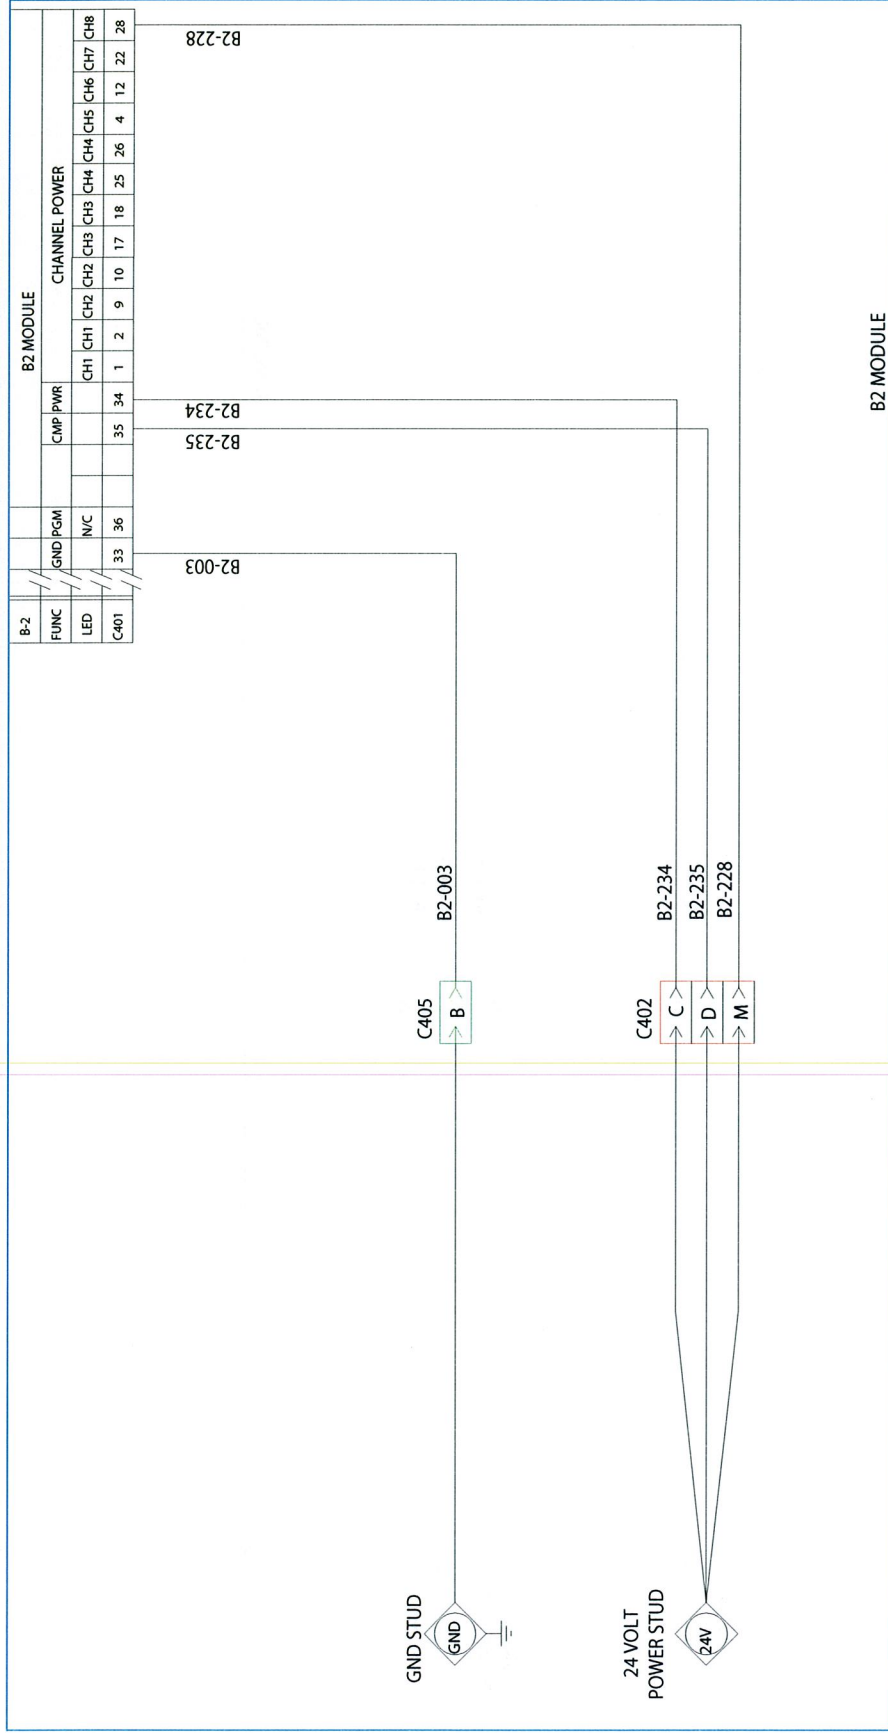 B2 MODULE
B-2
FUNC GND PGM CMP PWR CHANNEL POWER
LED N/C CH1 CH1 CH2 CH2 CH3 CH3 CH4 CH4 CH5 CH6 CH7 CH8
C401 33 36 35 34 1 2 9 10 17 18 25 26 4 12 22 28
B2-003
B2-235
B2-234
B2-228
GND STUD
GND
C405
B
B2-003
24 VOLT
POWER STUD
24V
C402
C
D
M
B2-234
B2-235
B2-228
B2 MODULE